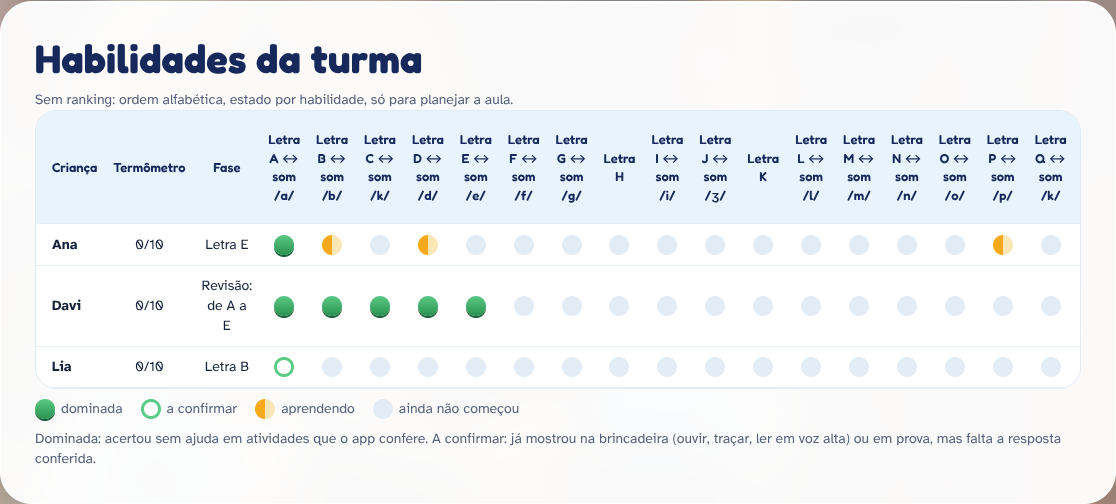 Habilidades da turma
Sem ranking: ordem alfabética, estado por habilidade, só para planejar a aula.
Criança Termômetro Fase Letra A ↔ som /a/ Letra B ↔ som /b/ Letra C ↔ som /k/ Letra D ↔ som /d/ Letra E ↔ som /e/ Letra F ↔ som /f/ Letra G ↔ som /g/ Letra H Letra I ↔ som /i/ Letra J ↔ som /ʒ/ Letra K Letra L ↔ som /l/ Letra M ↔ som /m/ Letra N ↔ som /n/ Letra O ↔ som /o/ Letra P ↔ som /p/ Letra Q ↔ som /k/
Ana 0/10 Letra E
Davi 0/10 Revisão: de A a E
Lia 0/10 Letra B
dominada a confirmar aprendendo ainda não começou
Dominada: acertou sem ajuda em atividades que o app confere. A confirmar: já mostrou na brincadeira (ouvir, traçar, ler em voz alta) ou em prova, mas falta a resposta
conferida.